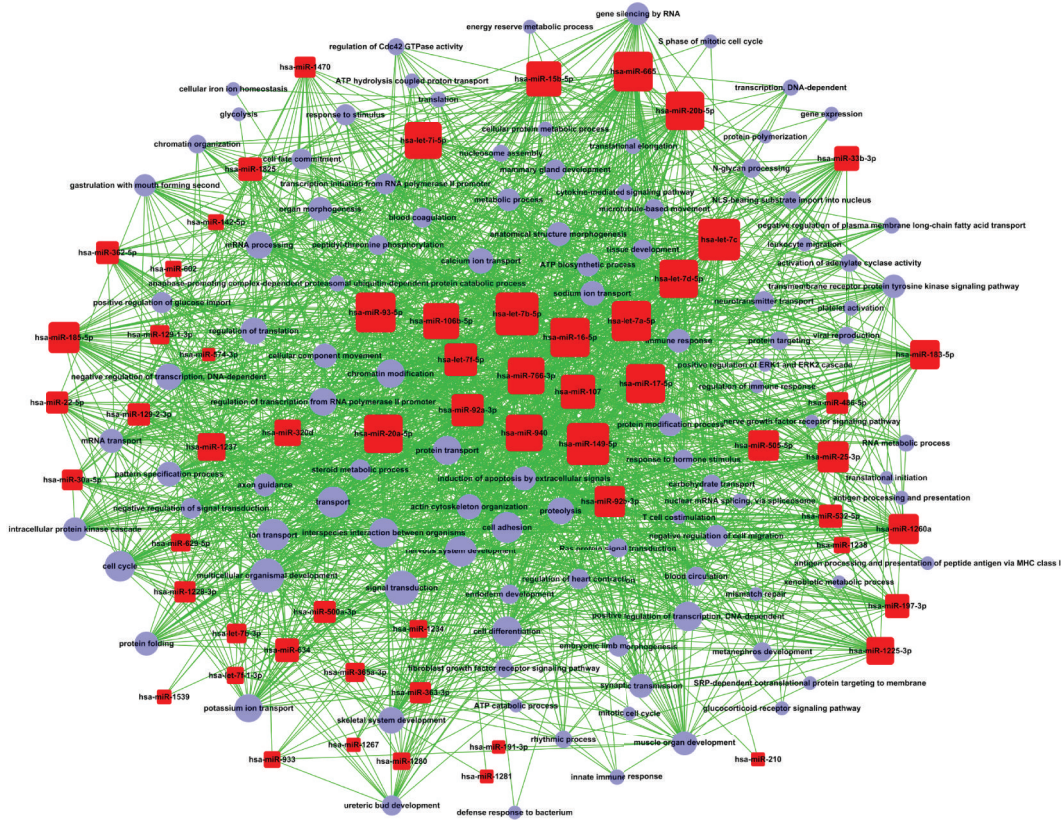 gene silencing by RNA
energy reserve metabolic process
S phase of mitotic cell cycle
regulation of Cdc42 GTPase activity
hsa-miR-1470
hsa-miR-665
ATP hydrolysis coupled proton transport
hsa-miR-15b-5p
cellular iron ion homeostasis
transcription, DNA-dependent
translation
hsa-miR-20b-5p
glycolysis
response to stimulus
gene expression
cellular protein metabolic process
protein polymerization
hsa-let-7i-5p
chromatin organization
translational elongation
nucleosome assembly
cell fate commitment
hsa-miR-33b-3p
hsa-miR-1825
mammary gland development
N-glycan processing
gastrulation with mouth forming second
transcription initiation from RNA polymerase II promoter
cytokine-mediated signaling pathway
metabolic process
NLS-bearing substrate import into nucleus
microtubule-based movement
organ morphogenesis
blood coagulation
hsa-miR-142-5p
negative regulation of plasma membrane long-chain fatty acid transport
anatomical structure morphogenesis
mRNA processing
peptidyl-threonine phosphorylation
hsa-let-7c
leukocyte migration
tissue development
hsa-miR-362-5p
calcium ion transport
ATP biosynthetic process
activation of adenylate cyclase activity
hsa-miR-602
hsa-let-7d-5p
anaphase-promoting complex-dependent proteasomal ubiquitin-dependent protein catabolic process
sodium ion transport
transmembrane receptor protein tyrosine kinase signaling pathway
positive regulation of glucose import
neurotransmitter transport
platelet activation
hsa-miR-93-5p
hsa-miR-106b-5p
hsa-let-7b-5p
hsa-let-7a-5p
hsa-miR-185-5p
hsa-miR-129-1-3p
regulation of translation
hsa-miR-16-5p
viral reproduction
immune response
protein targeting
hsa-miR-574-3p
cellular component movement
hsa-let-7f-5p
hsa-miR-183-5p
negative regulation of transcription, DNA-dependent
chromatin modification
hsa-miR-766-3p
positive regulation of ERK1 and ERK2 cascade
hsa-miR-17-5p
regulation of immune response
hsa-miR-22-5p
regulation of transcription from RNA polymerase II promoter
hsa-miR-92a-3p
hsa-miR-107
hsa-miR-486-5p
hsa-miR-129-2-3p
nerve growth factor receptor signaling pathway
protein modification process
hsa-miR-320d
hsa-miR-20a-5p
hsa-miR-940
hsa-miR-149-5p
mRNA transport
hsa-miR-1237
hsa-miR-505-5p
RNA metabolic process
protein transport
hsa-miR-25-3p
pattern specification process
steroid metabolic process
response to hormone stimulus
translational initiation
hsa-miR-30a-5p
axon guidance
induction of apoptosis by extracellular signals
carbohydrate transport
antigen processing and presentation
negative regulation of signal transduction
transport
hsa-miR-92b-3p
nuclear mRNA splicing, via spliceosome
actin cytoskeleton organization
proteolysis
intracellular protein kinase cascade
T cell costimulation
hsa-miR-532-5p
hsa-miR-1260a
ion transport
interspecies interaction between organisms
cell adhesion
negative regulation of cell migration
hsa-miR-629-5p
hsa-miR-1238
nervous system development
Ras protein signal transduction
antigen processing and presentation of peptide antigen via MHC class I
cell cycle
multicellular organismal development
blood circulation
signal transduction
regulation of heart contraction
xenobiotic metabolic process
hsa-miR-1228-3p
endoderm development
mismatch repair
hsa-miR-197-3p
hsa-miR-500a-3p
positive regulation of transcription, DNA-dependent
hsa-miR-1234
cell differentiation
hsa-let-7b-3p
protein folding
hsa-miR-634
embryonic limb morphogenesis
hsa-miR-1225-3p
metanephros development
fibroblast growth factor receptor signaling pathway
hsa-let-7f-1-3p
hsa-miR-365a-3p
SRP-dependent cotranslational protein targeting to membrane
synaptic transmission
hsa-miR-1539
hsa-miR-363-3p
potassium ion transport
ATP catabolic process
glucocorticoid receptor signaling pathway
skeletal system development
mitotic cell cycle
rhythmic process
muscle organ development
hsa-miR-1267
hsa-miR-191-3p
hsa-miR-933
hsa-miR-1280
hsa-miR-210
hsa-miR-1281
innate immune response
ureteric bud development
defense response to bacterium